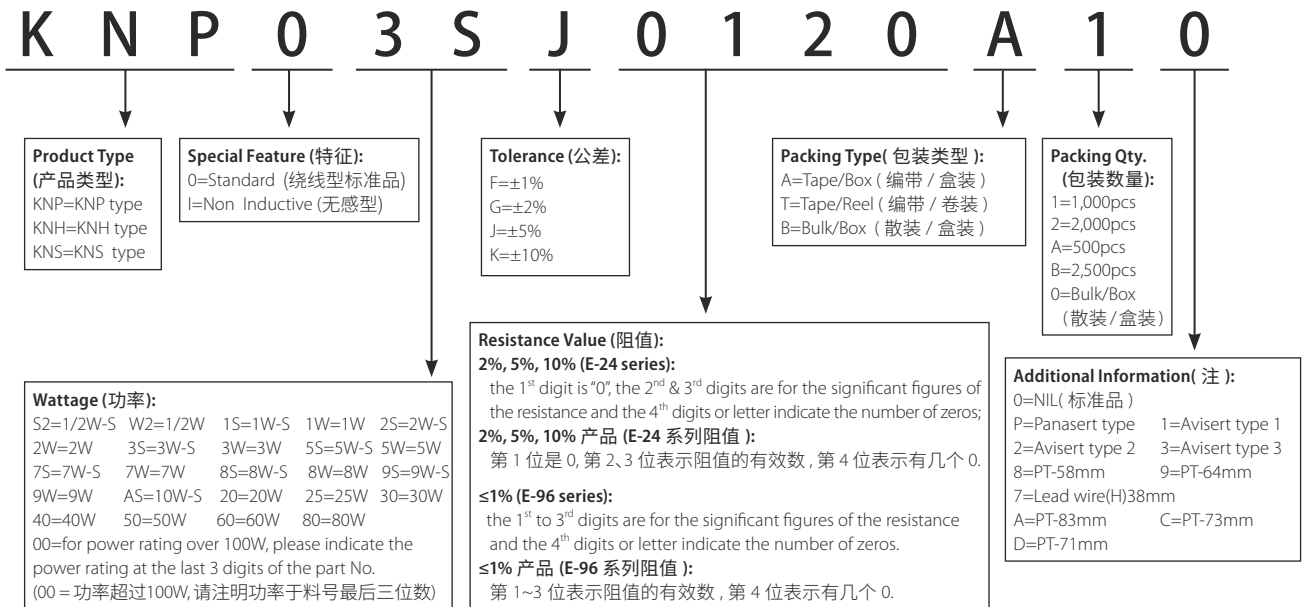 K N P 0 3 S J 0 1 2 0 A 1 0
Product Type
(产品类型):
KNP=KNP type
KNH=KNH type
KNS=KNS type
Special Feature (特征):
0=Standard (绕线型标准品)
I=Non Inductive (无感型)
Tolerance (公差):
F=±1%
G=±2%
J=±5%
K=±10%
Packing Type( 包装类型 ):
A=Tape/Box ( 编带 / 盒装 )
T=Tape/Reel ( 编带 / 卷装 )
B=Bulk/Box ( 散装 / 盒装 )
Packing Qty.
(包装数量):
1=1,000pcs
2=2,000pcs
A=500pcs
B=2,500pcs
0=Bulk/Box
(散装/盒装)
Wattage (功率):
S2=1/2W-S W2=1/2W 1S=1W-S 1W=1W 2S=2W-S
2W=2W 3S=3W-S 3W=3W 5S=5W-S 5W=5W
7S=7W-S 7W=7W 8S=8W-S 8W=8W 9S=9W-S
9W=9W AS=10W-S 20=20W 25=25W 30=30W
40=40W 50=50W 60=60W 80=80W
00=for power rating over 100W, please indicate the
power rating at the last 3 digits of the part No.
(00 = 功率超过100W, 请注明功率于料号最后三位数)
Resistance Value (阻值):
2%, 5%, 10% (E-24 series):
the 1st digit is "0", the 2nd & 3rd digits are for the significant figures of
the resistance and the 4th digits or letter indicate the number of zeros;
2%, 5%, 10% 产品 (E-24 系列阻值 ):
第 1 位是 0, 第 2、3 位表示阻值的有效数 , 第 4 位表示有几个 0.
≤1% (E-96 series):
the 1st to 3rd digits are for the significant figures of the resistance
and the 4th digits or letter indicate the number of zeros.
≤1% 产品 (E-96 系列阻值 ):
第 1~3 位表示阻值的有效数 , 第 4 位表示有几个 0.
Additional Information( 注 ):
0=NIL( 标准品 )
P=Panasert type 1=Avisert type 1
2=Avisert type 2 3=Avisert type 3
8=PT-58mm 9=PT-64mm
7=Lead wire(H)38mm
A=PT-83mm C=PT-73mm
D=PT-71mm